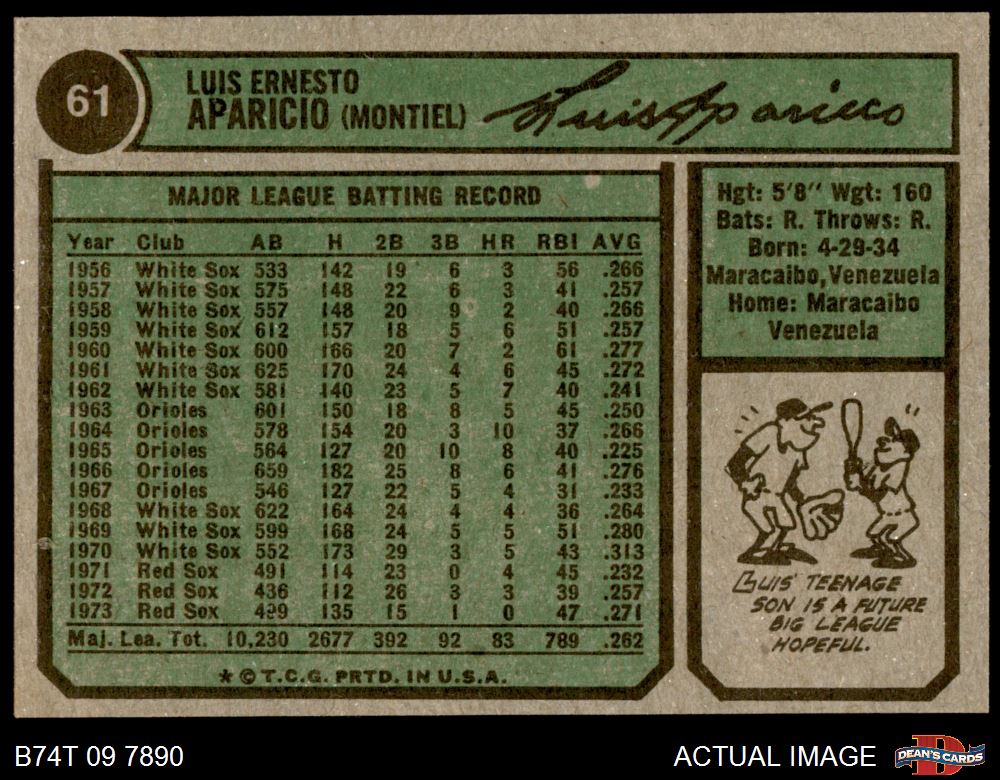 61
LUIS ERNESTO
APARICIO (MONTIEL)
Luis Aparicio
MAJOR LEAGUE BATTING RECORD
Year Club AB H 2B 3B HR RBI AVG
1956 White Sox 533 142 19 6 3 56 .266
1957 White Sox 575 148 22 6 3 41 .257
1958 White Sox 557 148 20 9 2 40 .266
1959 White Sox 612 157 18 5 6 51 .257
1960 White Sox 600 166 20 7 2 61 .277
1961 White Sox 625 170 24 4 6 45 .272
1962 White Sox 581 140 23 5 7 40 .241
1963 Orioles 601 150 18 8 5 45 .250
1964 Orioles 578 154 20 3 10 37 .266
1965 Orioles 564 127 20 10 8 40 .225
1966 Orioles 659 182 25 8 6 41 .276
1967 Orioles 546 127 22 5 4 31 .233
1968 White Sox 622 164 24 4 4 36 .264
1969 White Sox 599 168 24 5 5 51 .280
1970 White Sox 552 173 29 3 5 43 .313
1971 Red Sox 491 114 23 0 4 45 .232
1972 Red Sox 436 112 26 3 3 39 .257
1973 Red Sox 499 135 15 1 0 47 .271
Maj. Lea. Tot. 10,230 2677 392 92 83 789 .262
* © T.C.G. PRTD. IN U.S.A.
Hgt: 5'8" Wgt: 160
Bats: R. Throws: R.
Born: 4-29-34
Maracaibo, Venezuela
Home: Maracaibo
Venezuela
LUIS' TEENAGE
SON IS A FUTURE
BIG LEAGUE
HOPEFUL.
B74T 09 7890
ACTUAL IMAGE
D
DEAN'S CARDS